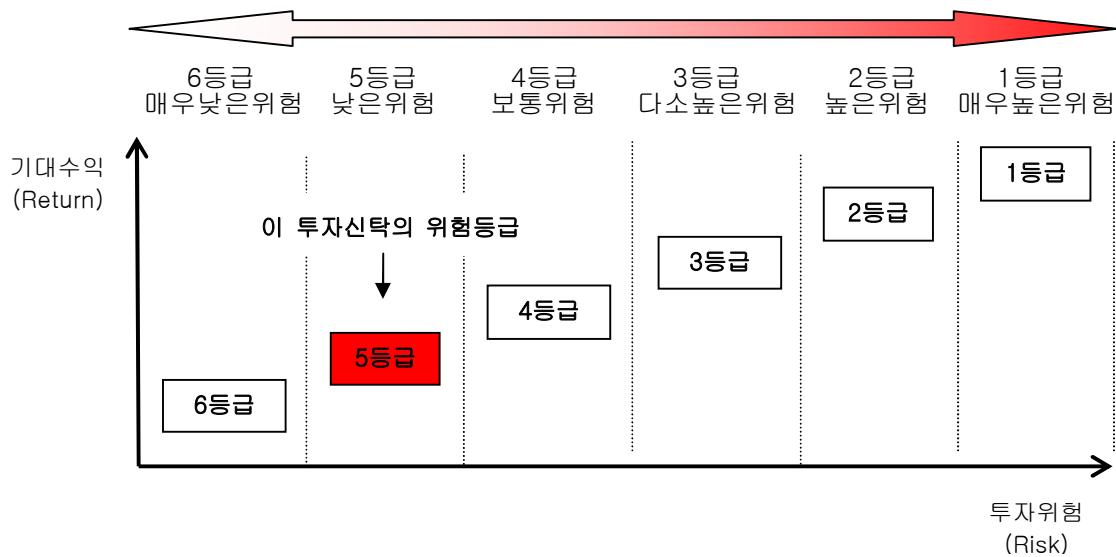 6등급 5등급 4등급 3등급 2등급 1등급
매우낮은위험 낮은위험 보통위험 다소높은위험 높은위험 매우높은위험
기대수익
(Return)
1등급
2등급
이 투자신탁의 위험등급
3등급
4등급
5등급
6등급
투자위험
(Risk)